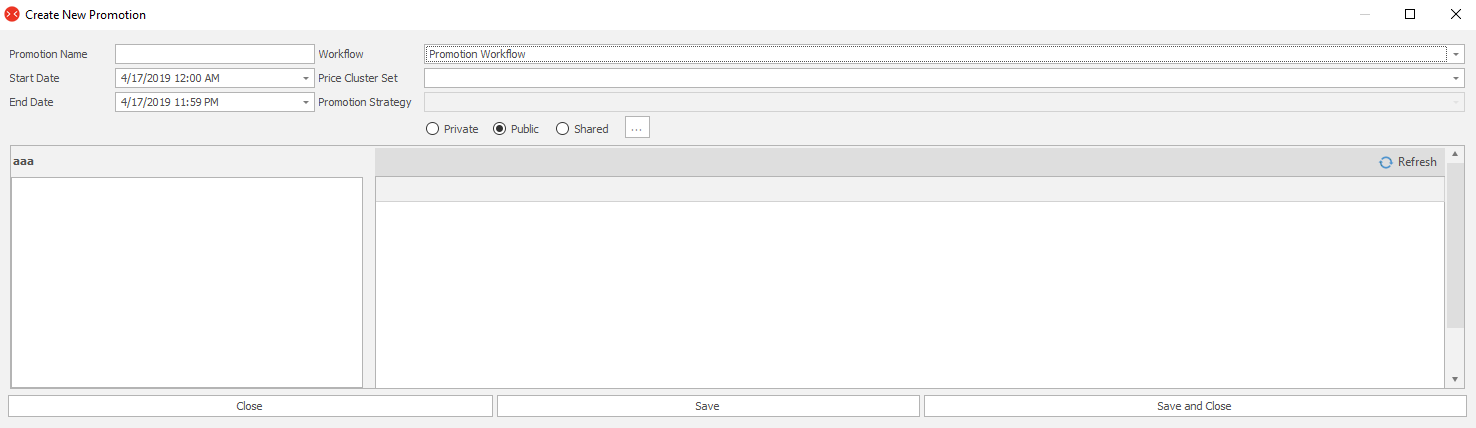 Create New Promotion
Promotion Name Workflow Promotion Workflow
Start Date 4/17/2019 12:00 AM Price Cluster Set
End Date 4/17/2019 11:59 PM Promotion Strategy
Private Public Shared ...
aaa Refresh
Close Save Save and Close